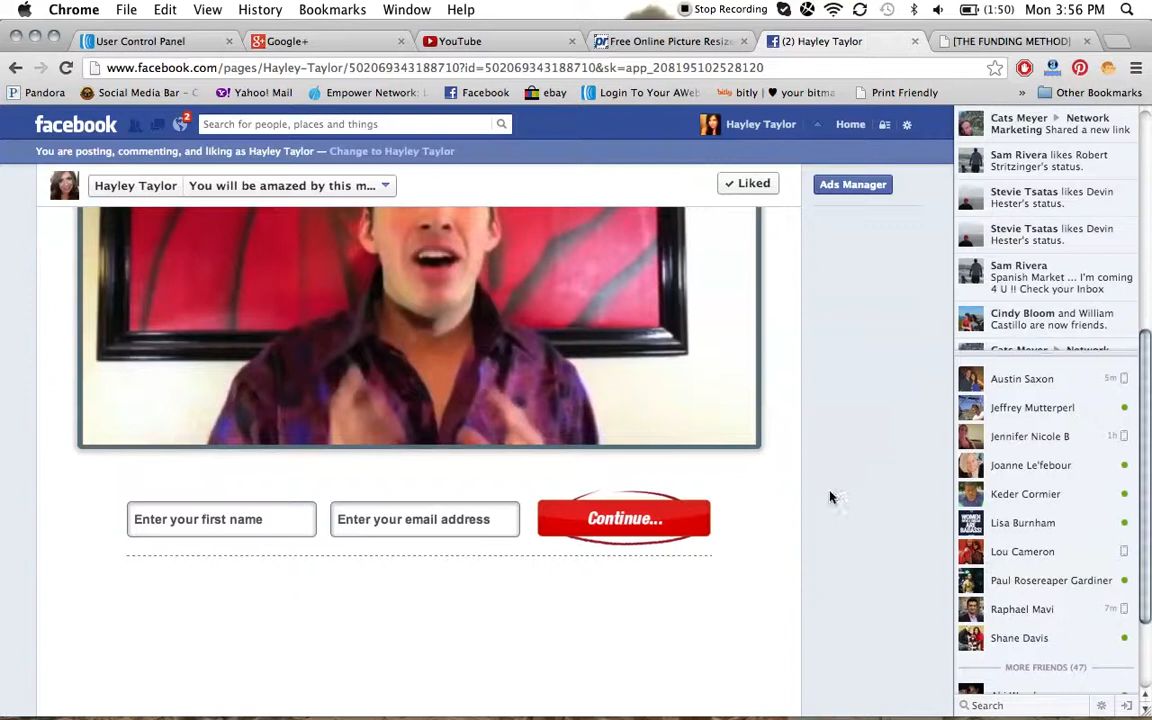 Chrome File Edit View History Bookmarks Window Help Stop Recording (1:50) Mon 3:56 PM
User Control Panel Google+ YouTube Free Online Picture Resize (2) Hayley Taylor [THE FUNDING METHOD]
www.facebook.com/pages/Hayley-Taylor/502069343188710?id=502069343188710&sk=app_208195102528120
Pandora Social Media Bar - C Yahoo! Mail Empower Network: L Facebook ebay Login To Your AWeb bitly | ♥ your bitma Print Friendly » Other Bookmarks
facebook 2 Search for people, places and things Hayley Taylor Home
You are posting, commenting, and liking as Hayley Taylor — Change to Hayley Taylor
Hayley Taylor You will be amazed by this m... Liked Ads Manager
Enter your first name Enter your email address Continue...
Cats Meyer ▸ Network
Marketing Shared a new link
Sam Rivera likes Robert
Stritzinger's status.
Stevie Tsatas likes Devin
Hester's status.
Stevie Tsatas likes Devin
Hester's status.
Sam Rivera
Spanish Market ... I'm coming
4 U !! Check your Inbox
Cindy Bloom and William
Castillo are now friends.
Cats Meyer ▸ Network
Austin Saxon 5m
Jeffrey Mutterperl
Jennifer Nicole B 1h
Joanne Le'febour
Keder Cormier
Lisa Burnham
Lou Cameron
Paul Rosereaper Gardiner
Raphael Mavi 7m
Shane Davis
MORE FRIENDS (47)
Search